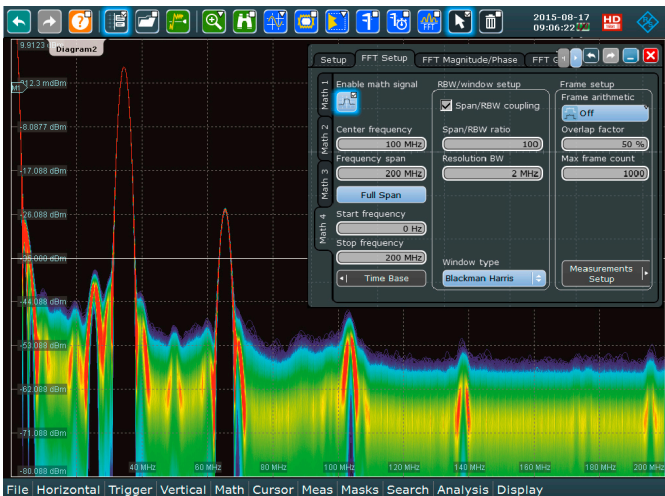 2015-08-17
09:06:22
HD
9.9123
Diagram2
M1
912.3 mdBm
-8.0877 dBm
-17.088 dBm
-26.088 dBm
-35.088 dBm
-44.088 dBm
-53.088 dBm
-62.088 dBm
-71.088 dBm
-80.088 dBm
40 MHz
60 MHz
80 MHz
100 MHz
120 MHz
140 MHz
160 MHz
180 MHz
200 MHz
Setup
FFT Setup
FFT Magnitude/Phase
FFT G
Math 1
Math 2
Math 3
Math 4
Enable math signal
Center frequency
100 MHz
Frequency span
200 MHz
Full Span
Start frequency
0 Hz
Stop frequency
200 MHz
Time Base
RBW/window setup
Span/RBW coupling
Span/RBW ratio
100
Resolution BW
2 MHz
Window type
Blackman Harris
Frame setup
Frame arithmetic
Off
Overlap factor
50 %
Max frame count
1000
Measurements
Setup
File Horizontal Trigger Vertical Math Cursor Meas Masks Search Analysis Display